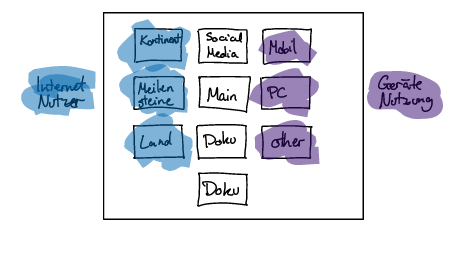 Kontinent
Social
Media
Mobil
Internet
Nutzer
Meilen
steine
Main
PC
Geräte
Nutzung
Land
Doku
other
Doku